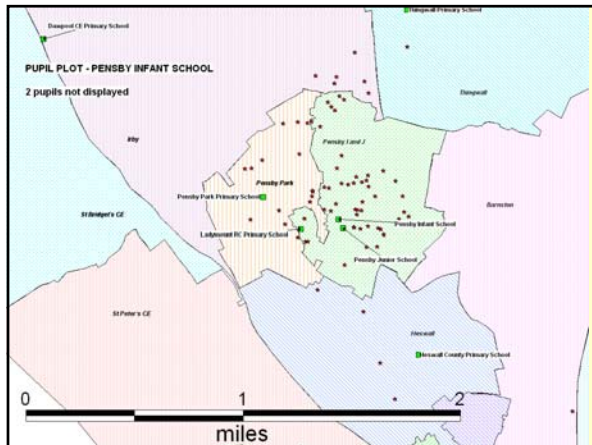 Dawpool CE Primary School
Thingwall Primary School
PUPIL PLOT - PENSBY INFANT SCHOOL
2 pupils not displayed
Thingwall
Irby
Pensby I and J
Pensby Park
Pensby Park Primary School
Barnston
St Bridget's CE
Pensby Infant School
Ladymount RC Primary School
Pensby Junior School
St Peter's CE
Heswall
Heswall County Primary School
0 1 2
miles